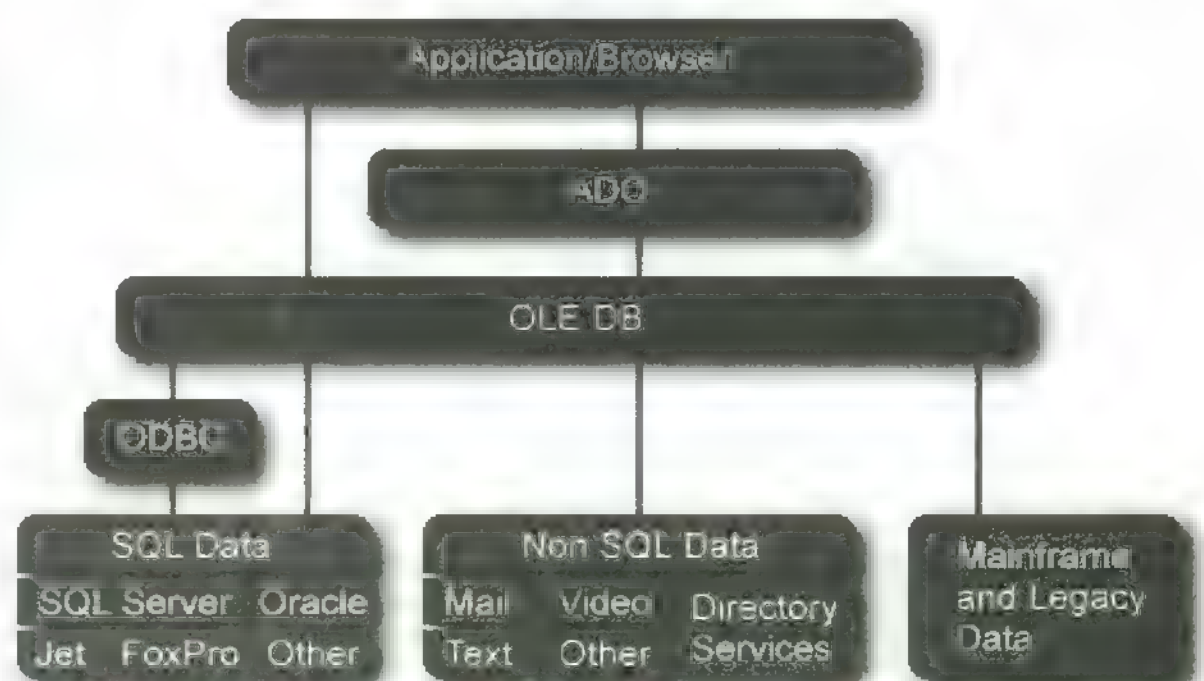 Application/Browser
ADO
OLE DB
ODBC
SQL Data
SQL Server Oracle
Jet FoxPro Other
Non SQL Data
Mail Video Directory Services
Text Other
Mainframe
and Legacy
Data